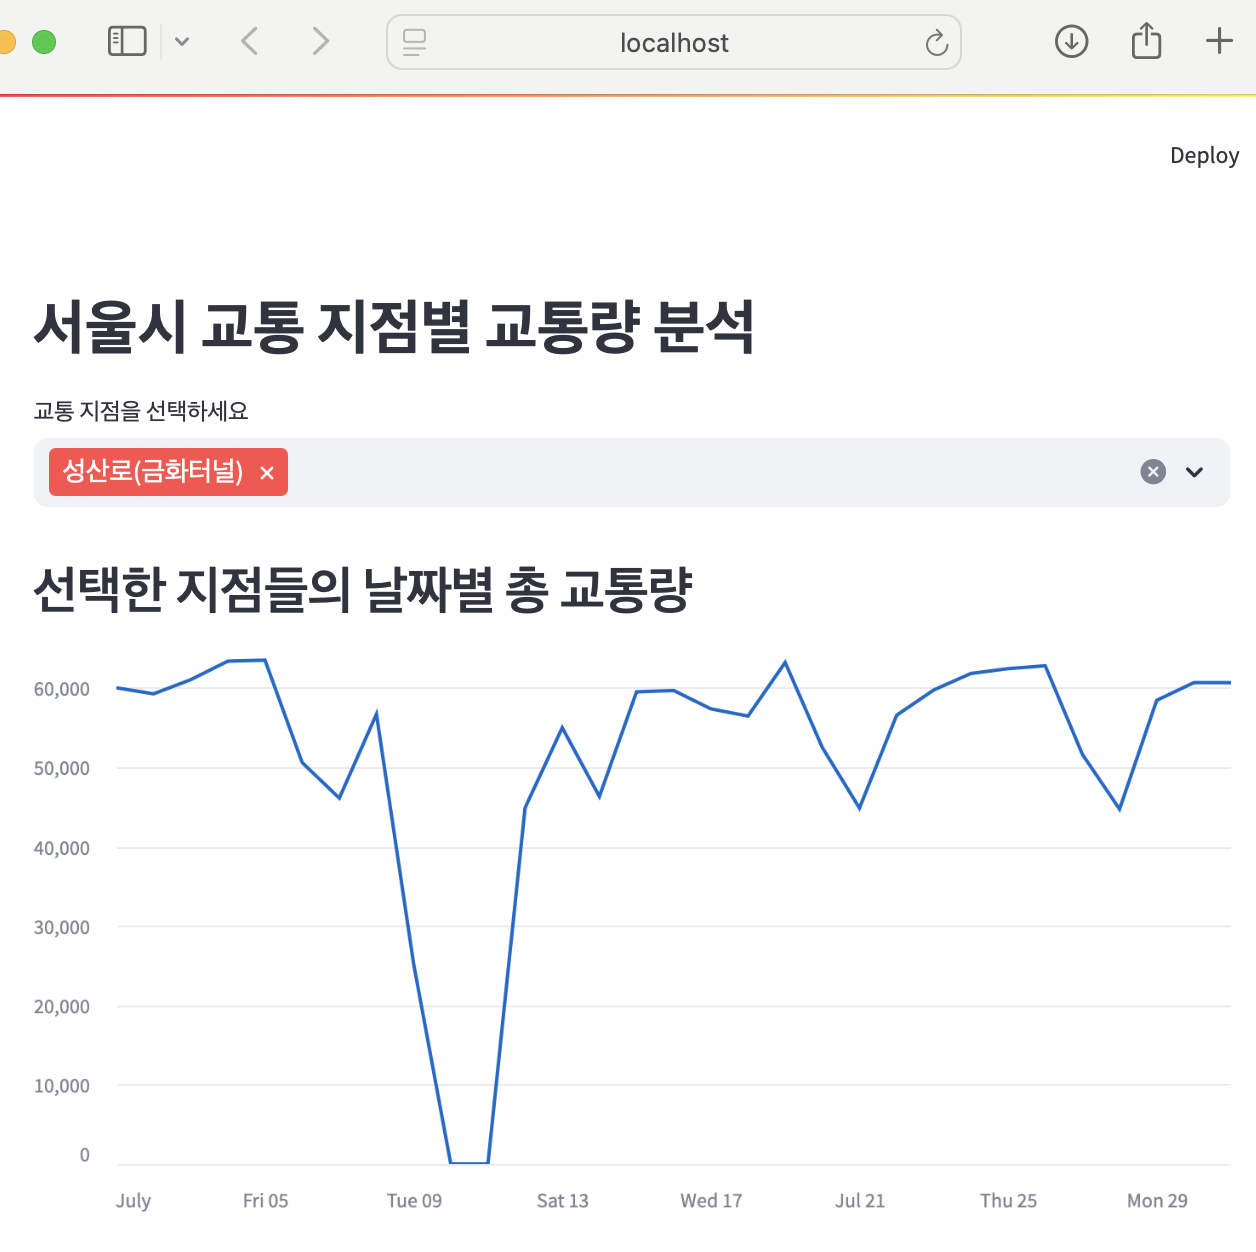 localhost
Deploy
서울시 교통 지점별 교통량 분석
교통 지점을 선택하세요
성산로(금화터널)
선택한 지점들의 날짜별 총 교통량
60,000
50,000
40,000
30,000
20,000
10,000
0
July Fri 05 Tue 09 Sat 13 Wed 17 Jul 21 Thu 25 Mon 29